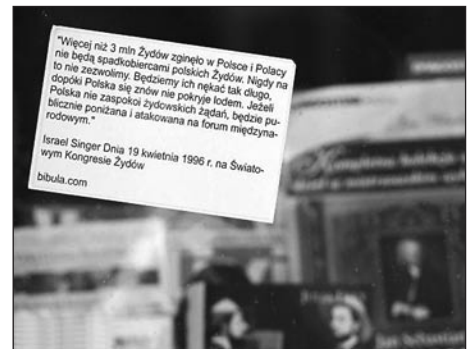 "Więcej niż 3 mln Żydów zginęło w Polsce i Polacy
nie będą spadkobiercami polskich Żydów. Nigdy na
to nie zezwolimy. Będziemy ich nękać tak długo,
dopóki Polska się znów nie pokryje lodem. Jeżeli
Polska nie zaspokoi żydowskich żądań, będzie pu-
blicznie poniżana i atakowana na forum międzyna-
rodowym."
Israel Singer Dnia 19 kwietnia 1996 r. na Świato-
wym Kongresie Żydów
bibula.com